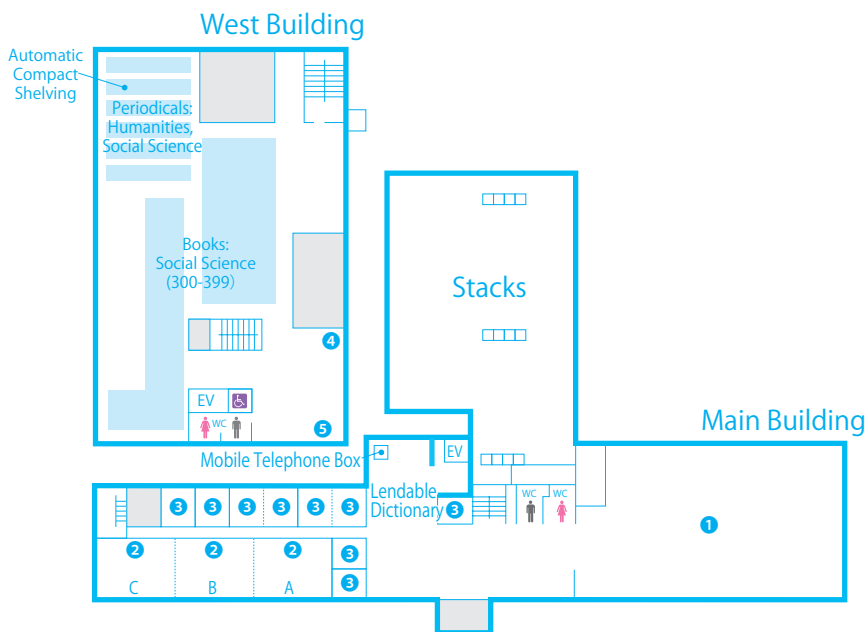 West Building
Automatic
Compact
Shelving
Periodicals:
Humanities,
Social Science
Books:
Social Science
(300-399)
Stacks
4
EV
WC
5
Main Building
Mobile Telephone Box
EV
Lendable
Dictionary
3 3 3 3 3 3
3
WC WC
1
2 2 2
3
3
C B A